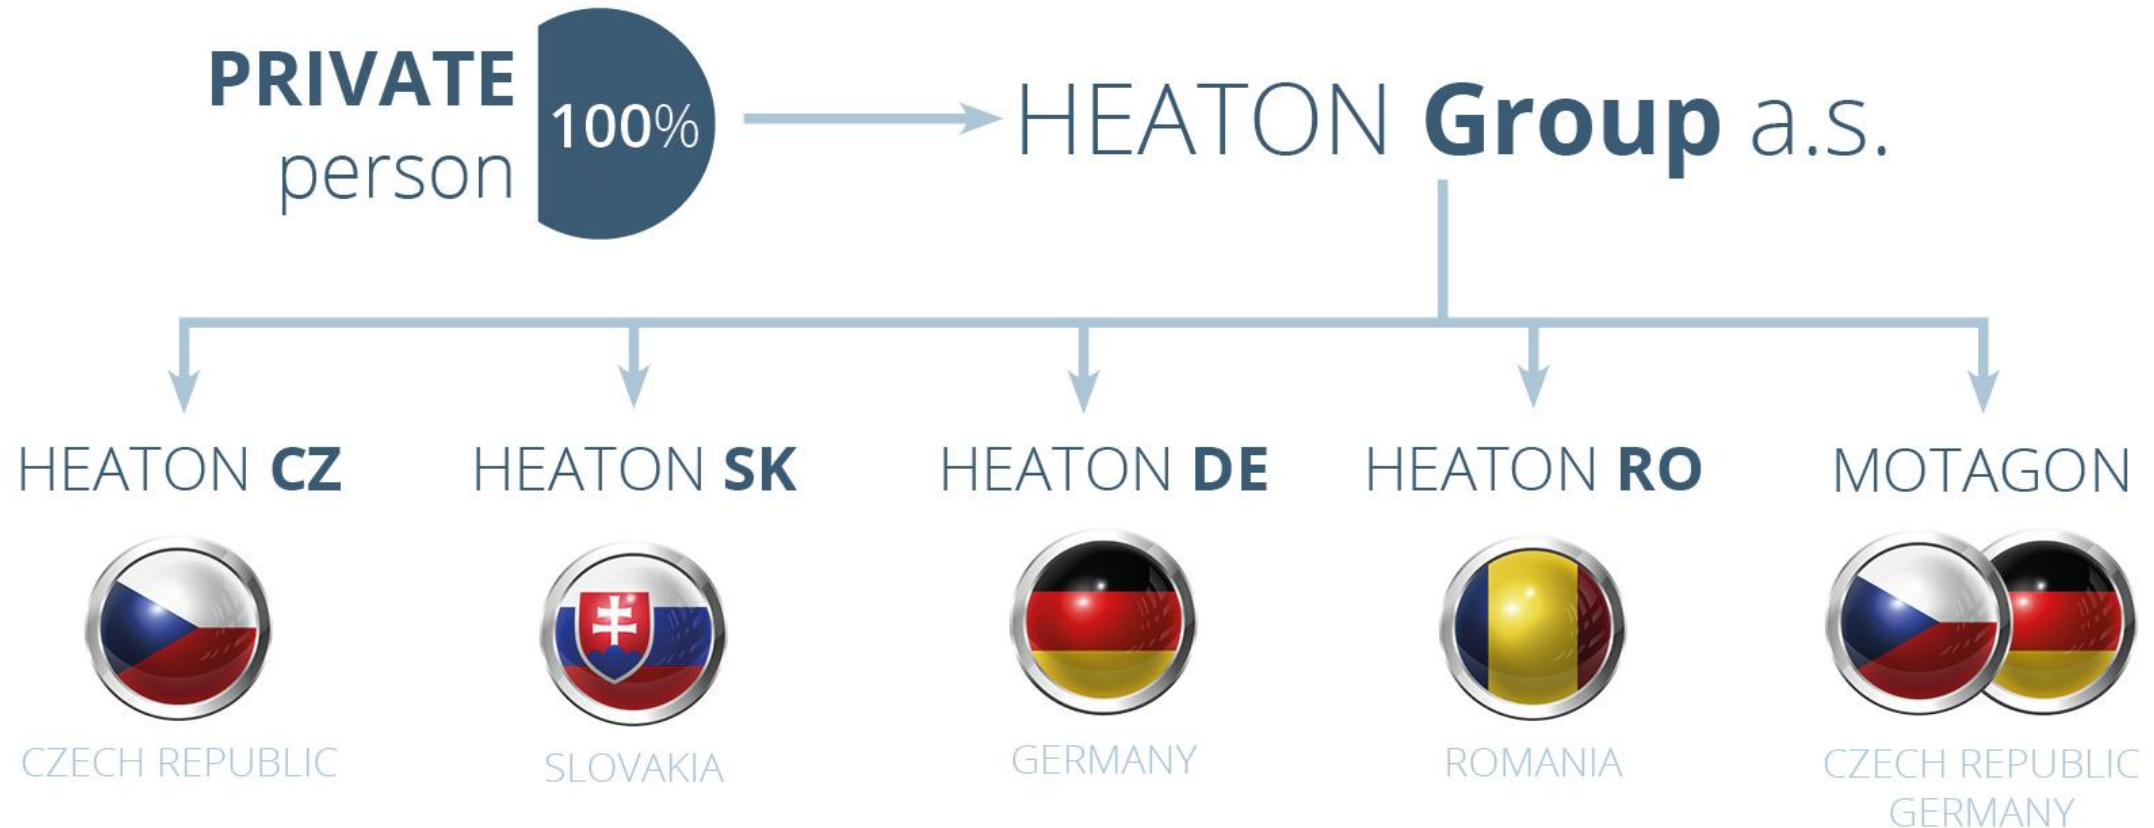 PRIVATE
person
100%
HEATON Group a.s.
HEATON CZ
HEATON SK
HEATON DE
HEATON RO
MOTAGON
CZECH REPUBLIC
SLOVAKIA
GERMANY
ROMANIA
CZECH REPUBLIC
GERMANY